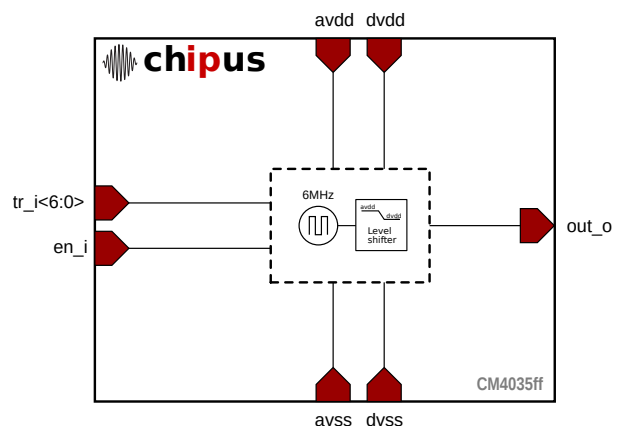 avdd dvdd
chipus
tr_i<6:0>
en_i
6MHz
avdd
dvdd
Level
shifter
out_o
CM4035ff
avss dvss